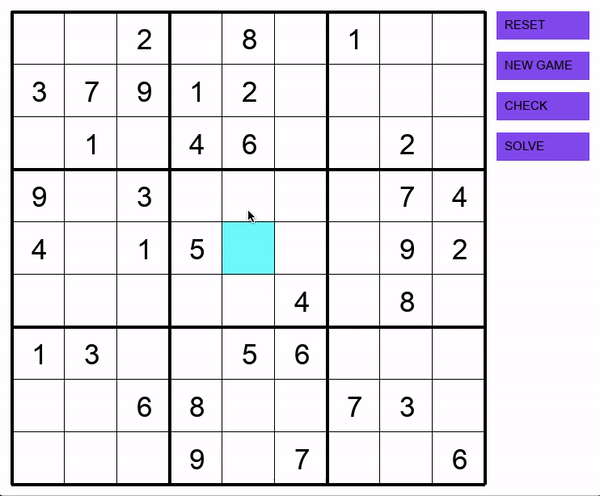 2 8 1
RESET
3 7 9 1 2
NEW GAME
CHECK
1 4 6 2
SOLVE
9 3 7 4
4 1 5 9 2
4 8
1 3 5 6
6 8 7 3
9 7 6